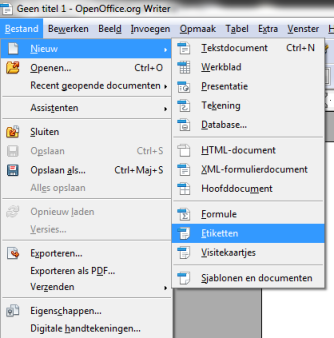 Geen titel 1 - OpenOffice.org Writer
Bestand Bewerken Beeld Invoegen Opmaak Tabel Extra Venster
Nieuw
Openen... Ctrl+O
Recent geopende documenten
Assistenten
Sluiten
Opslaan Ctrl+S
Opslaan als... Ctrl+Maj+S
Alles opslaan
Opnieuw laden
Versies...
Exporteren...
Exporteren als PDF...
Verzenden
Eigenschappen...
Digitale handtekeningen...
Tekstdocument Ctrl+N
Werkblad
Presentatie
Tekening
Database...
HTML-document
XML-formulierdocument
Hoofddocument
Formule
Etiketten
Visitekaartjes
Sjablonen en documenten